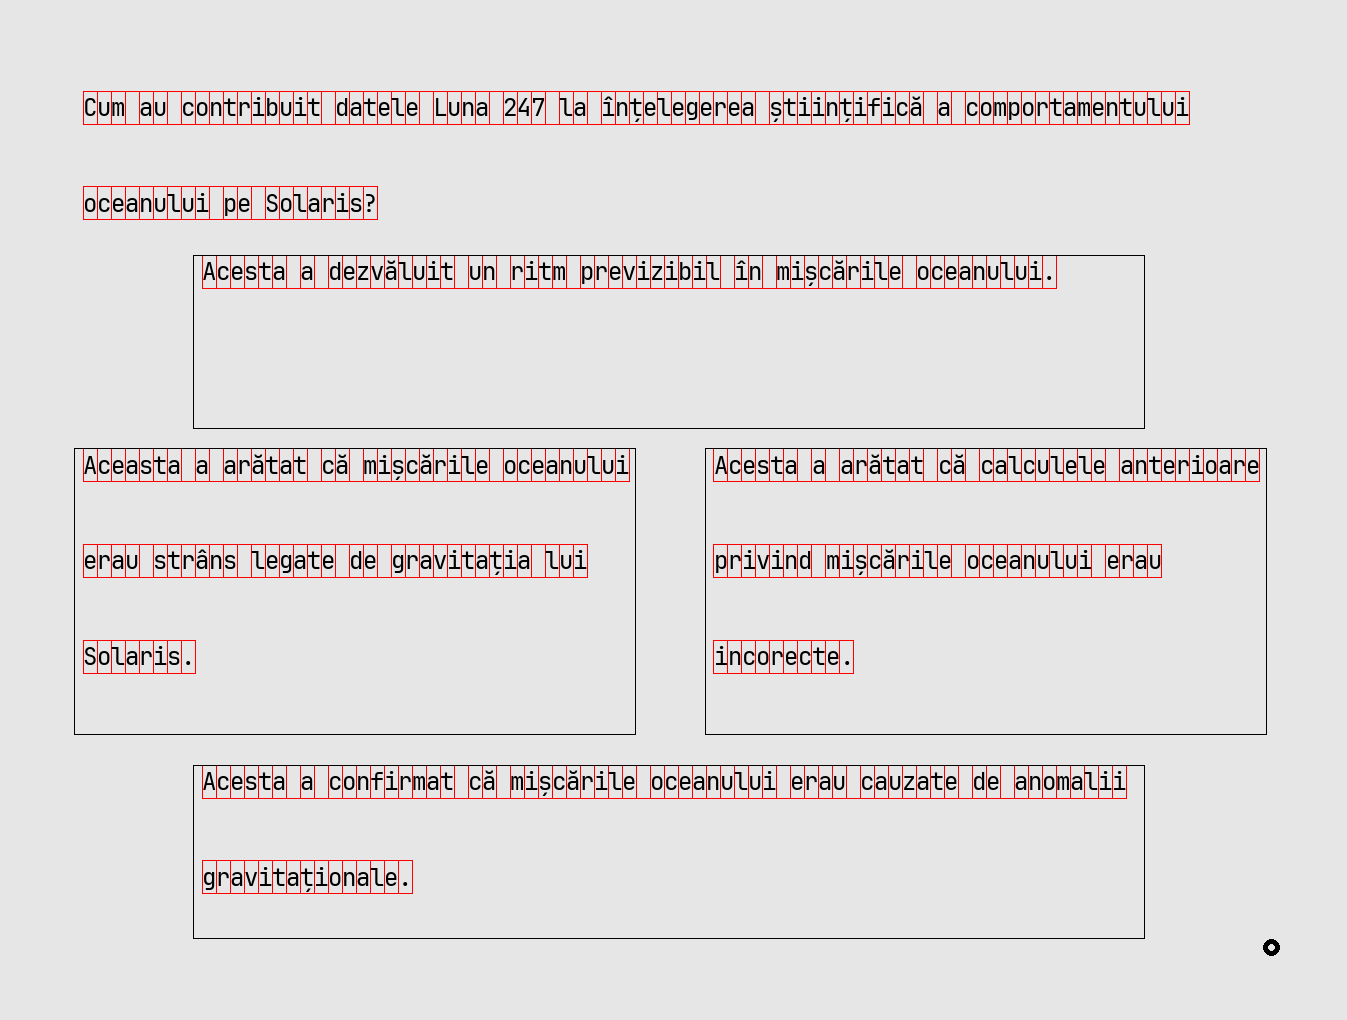 Cum au contribuit datele Luna 247 la înțelegerea științifică a comportamentului
oceanului pe Solaris?
Acesta a dezvăluit un ritm previzibil în mișcările oceanului.
Aceasta a arătat că mișcările oceanului
erau strâns legate de gravitația lui
Solaris.
Acesta a arătat că calculele anterioare
privind mișcările oceanului erau
incorecte.
Acesta a confirmat că mișcările oceanului erau cauzate de anomalii
gravitaționale.